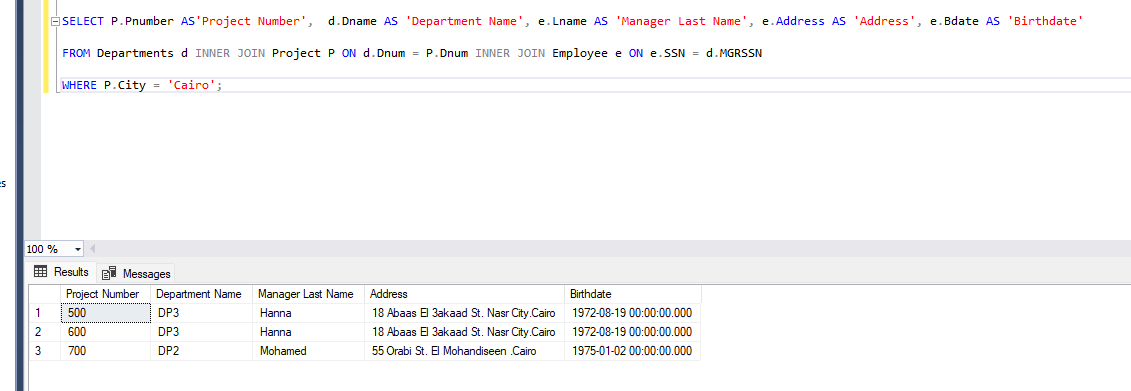 SELECT P.Pnumber AS'Project Number',  d.Dname AS 'Department Name', e.Lname AS 'Manager Last Name', e.Address AS 'Address', e.Bdate AS 'Birthdate'
FROM Departments d INNER JOIN Project P ON d.Dnum = P.Dnum INNER JOIN Employee e ON e.SSN = d.MGRSSN
WHERE P.City = 'Cairo';
100 %
Results Messages
Project Number Department Name Manager Last Name Address Birthdate
1 500 DP3 Hanna 18 Abaas El 3akaad St. Nasr City.Cairo 1972-08-19 00:00:00.000
2 600 DP3 Hanna 18 Abaas El 3akaad St. Nasr City.Cairo 1972-08-19 00:00:00.000
3 700 DP2 Mohamed 55 Orabi St. El Mohandiseen .Cairo 1975-01-02 00:00:00.000